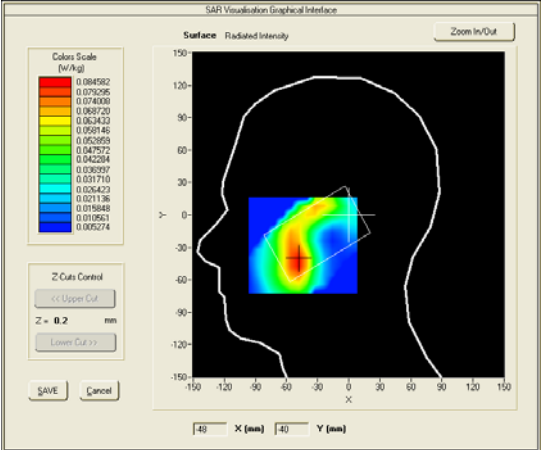 SAR Visualisation Graphical Interface
Surface Radiated Intensity
Zoom In/Out
Colors Scale
(W/kg)
0.084582
0.079295
0.074008
0.068720
0.063433
0.058146
0.052859
0.047572
0.042284
0.036997
0.031710
0.026423
0.021136
0.015848
0.010561
0.005274
150-
120-
90-
60-
30-
0-
-30-
-60-
-90-
-120-
-150-
Y
-150 -120 -90 -60 -30 0 30 60 90 120 150
X
Z-Cuts Control
<< Upper Cut
Z = 0.2 mm
Lower Cut >>
SAVE Cancel
-48 X (mm) -40 Y (mm)